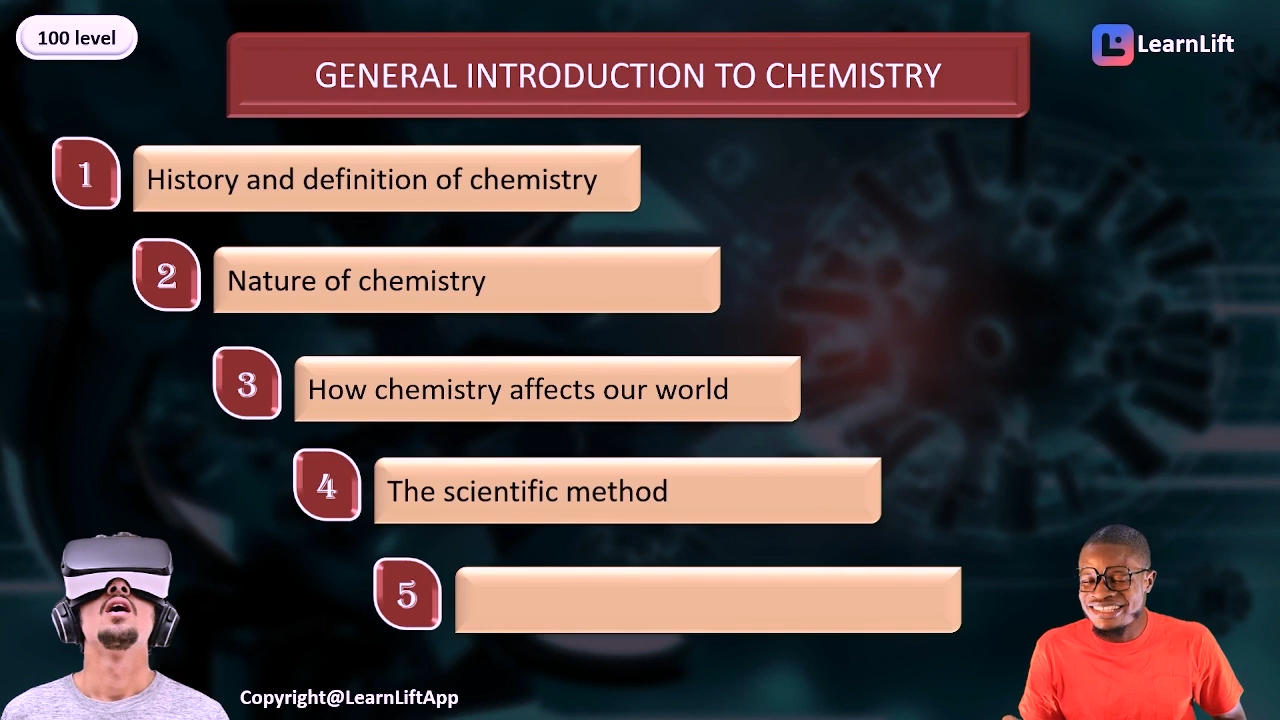 100 level
LearnLift
GENERAL INTRODUCTION TO CHEMISTRY
1
History and definition of chemistry
2
Nature of chemistry
3
How chemistry affects our world
4
The scientific method
5
Copyright@LearnLiftApp